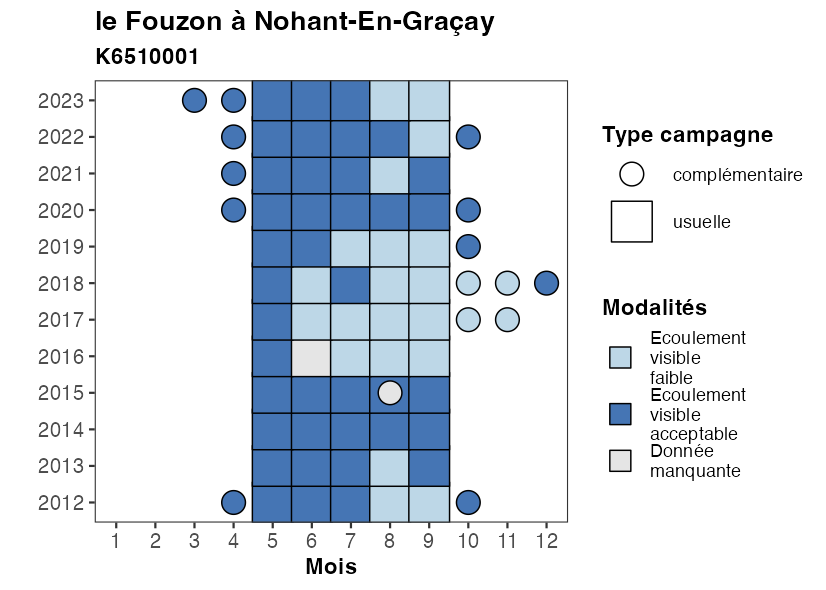 le Fouzon à Nohant-En-Graçay
K6510001
2023
2022
2021
2020
2019
2018
2017
2016
2015
2014
2013
2012
1 2 3 4 5 6 7 8 9 10 11 12
Mois
Type campagne
complémentaire
usuelle
Modalités
Ecoulement
visible
faible
Ecoulement
visible
acceptable
Donnée
manquante